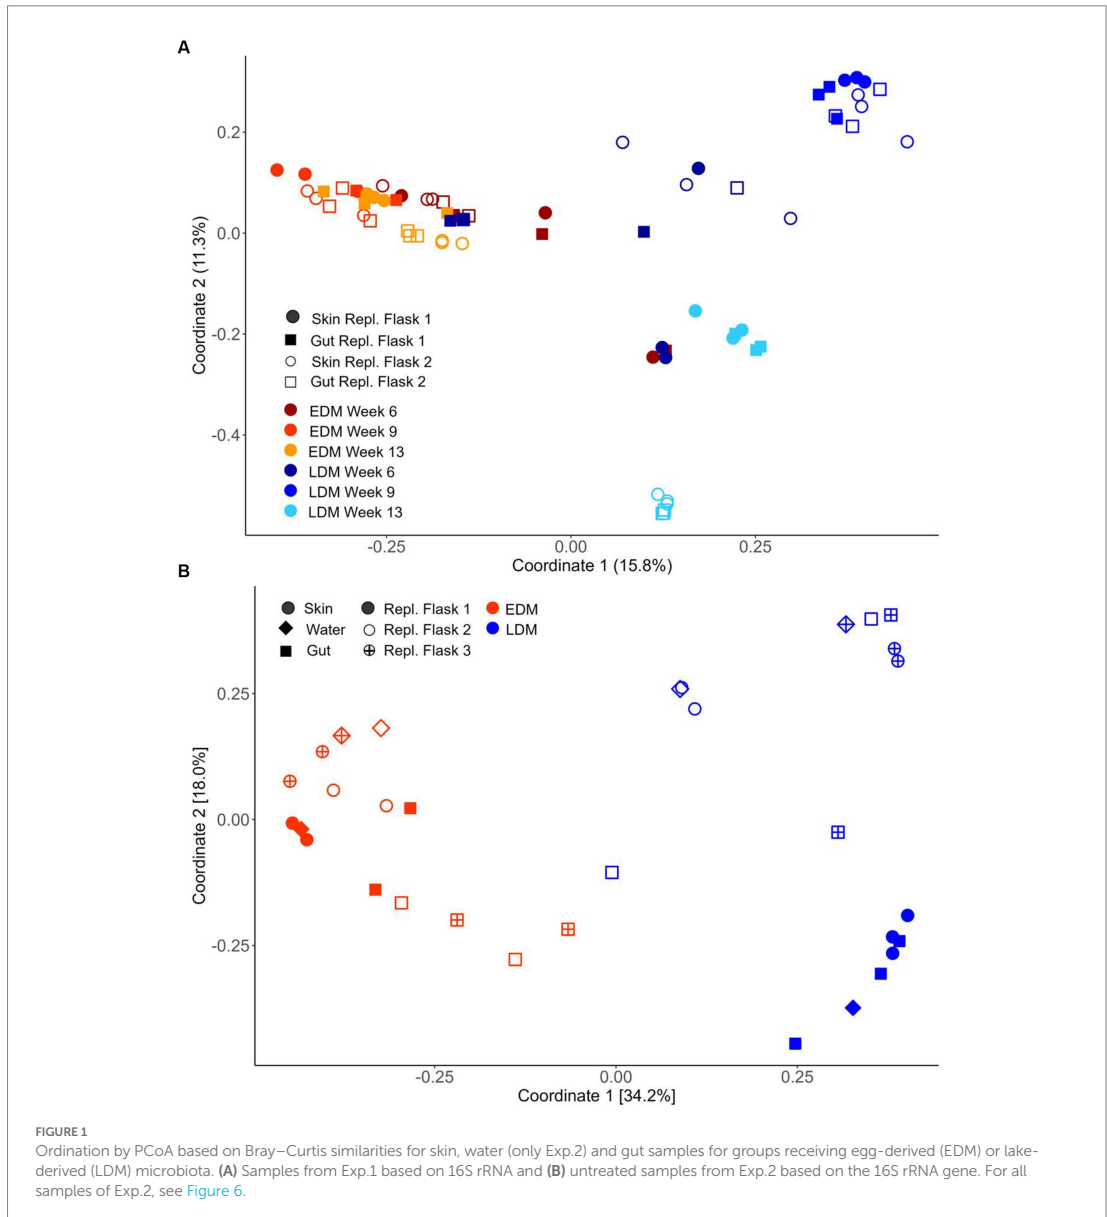 A
0.2
0.0
-0.2
-0.4
Coordinate 2 (11.3%)
Skin Repl. Flask 1
Gut Repl. Flask 1
Skin Repl. Flask 2
Gut Repl. Flask 2
EDM Week 6
EDM Week 9
EDM Week 13
LDM Week 6
LDM Week 9
LDM Week 13
-0.25 0.00 0.25
Coordinate 1 (15.8%)
B
Skin Repl. Flask 1 EDM
Water Repl. Flask 2 LDM
Gut Repl. Flask 3
0.25
0.00
-0.25
Coordinate 2 [18.0%]
-0.25 0.00 0.25
Coordinate 1 [34.2%]
FIGURE 1
Ordination by PCoA based on Bray–Curtis similarities for skin, water (only Exp.2) and gut samples for groups receiving egg-derived (EDM) or lake-
derived (LDM) microbiota. (A) Samples from Exp.1 based on 16S rRNA and (B) untreated samples from Exp.2 based on the 16S rRNA gene. For all
samples of Exp.2, see Figure 6.